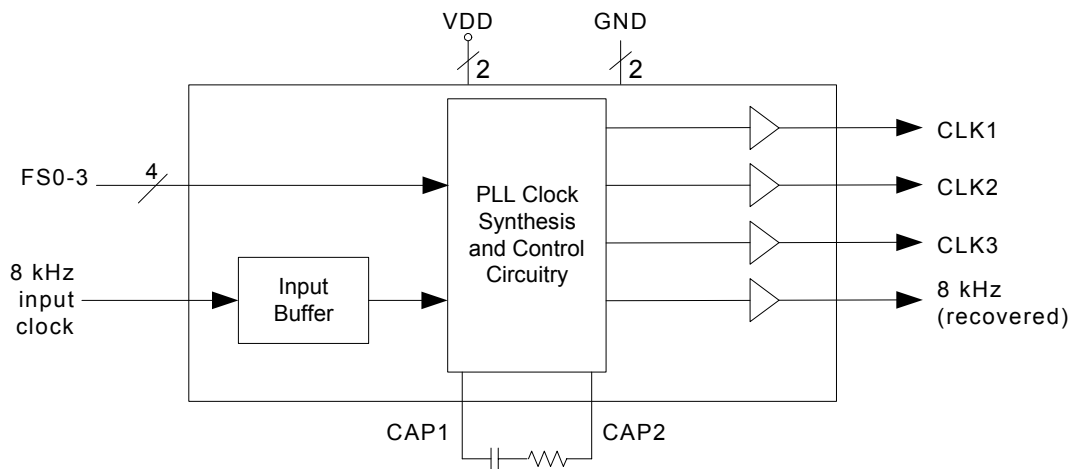 VDD
GND
2
2
FS0-3
4
8 kHz
input
clock
Input
Buffer
PLL Clock
Synthesis
and Control
Circuitry
CLK1
CLK2
CLK3
8 kHz
(recovered)
CAP1
CAP2